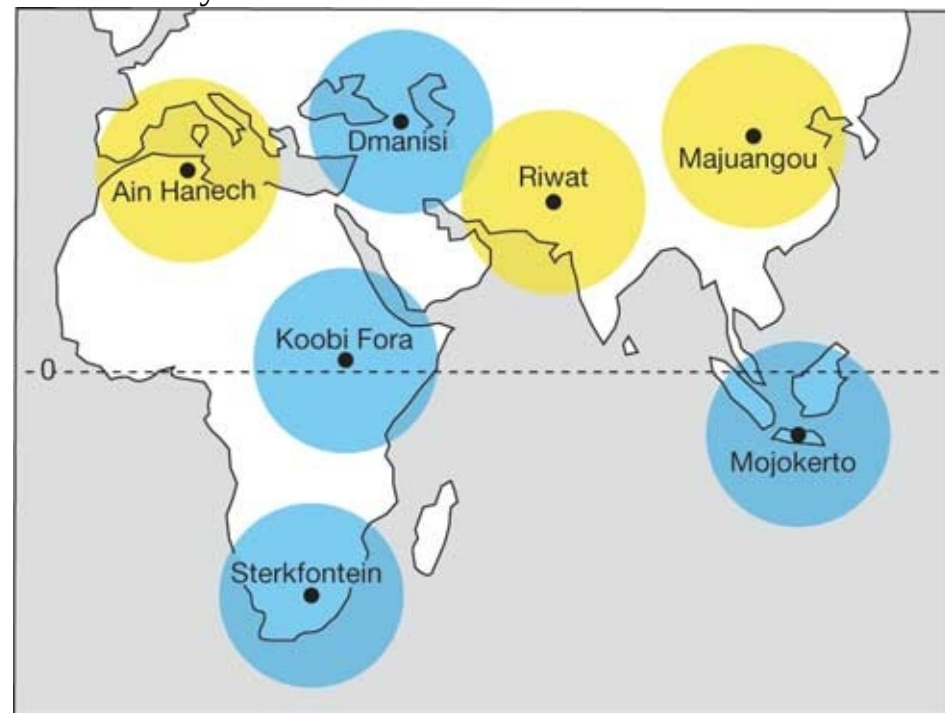 Dmanisi
Majuangou
Riwat
Ain Hanech
Koobi Fora
0
Mojokerto
Sterkfontein